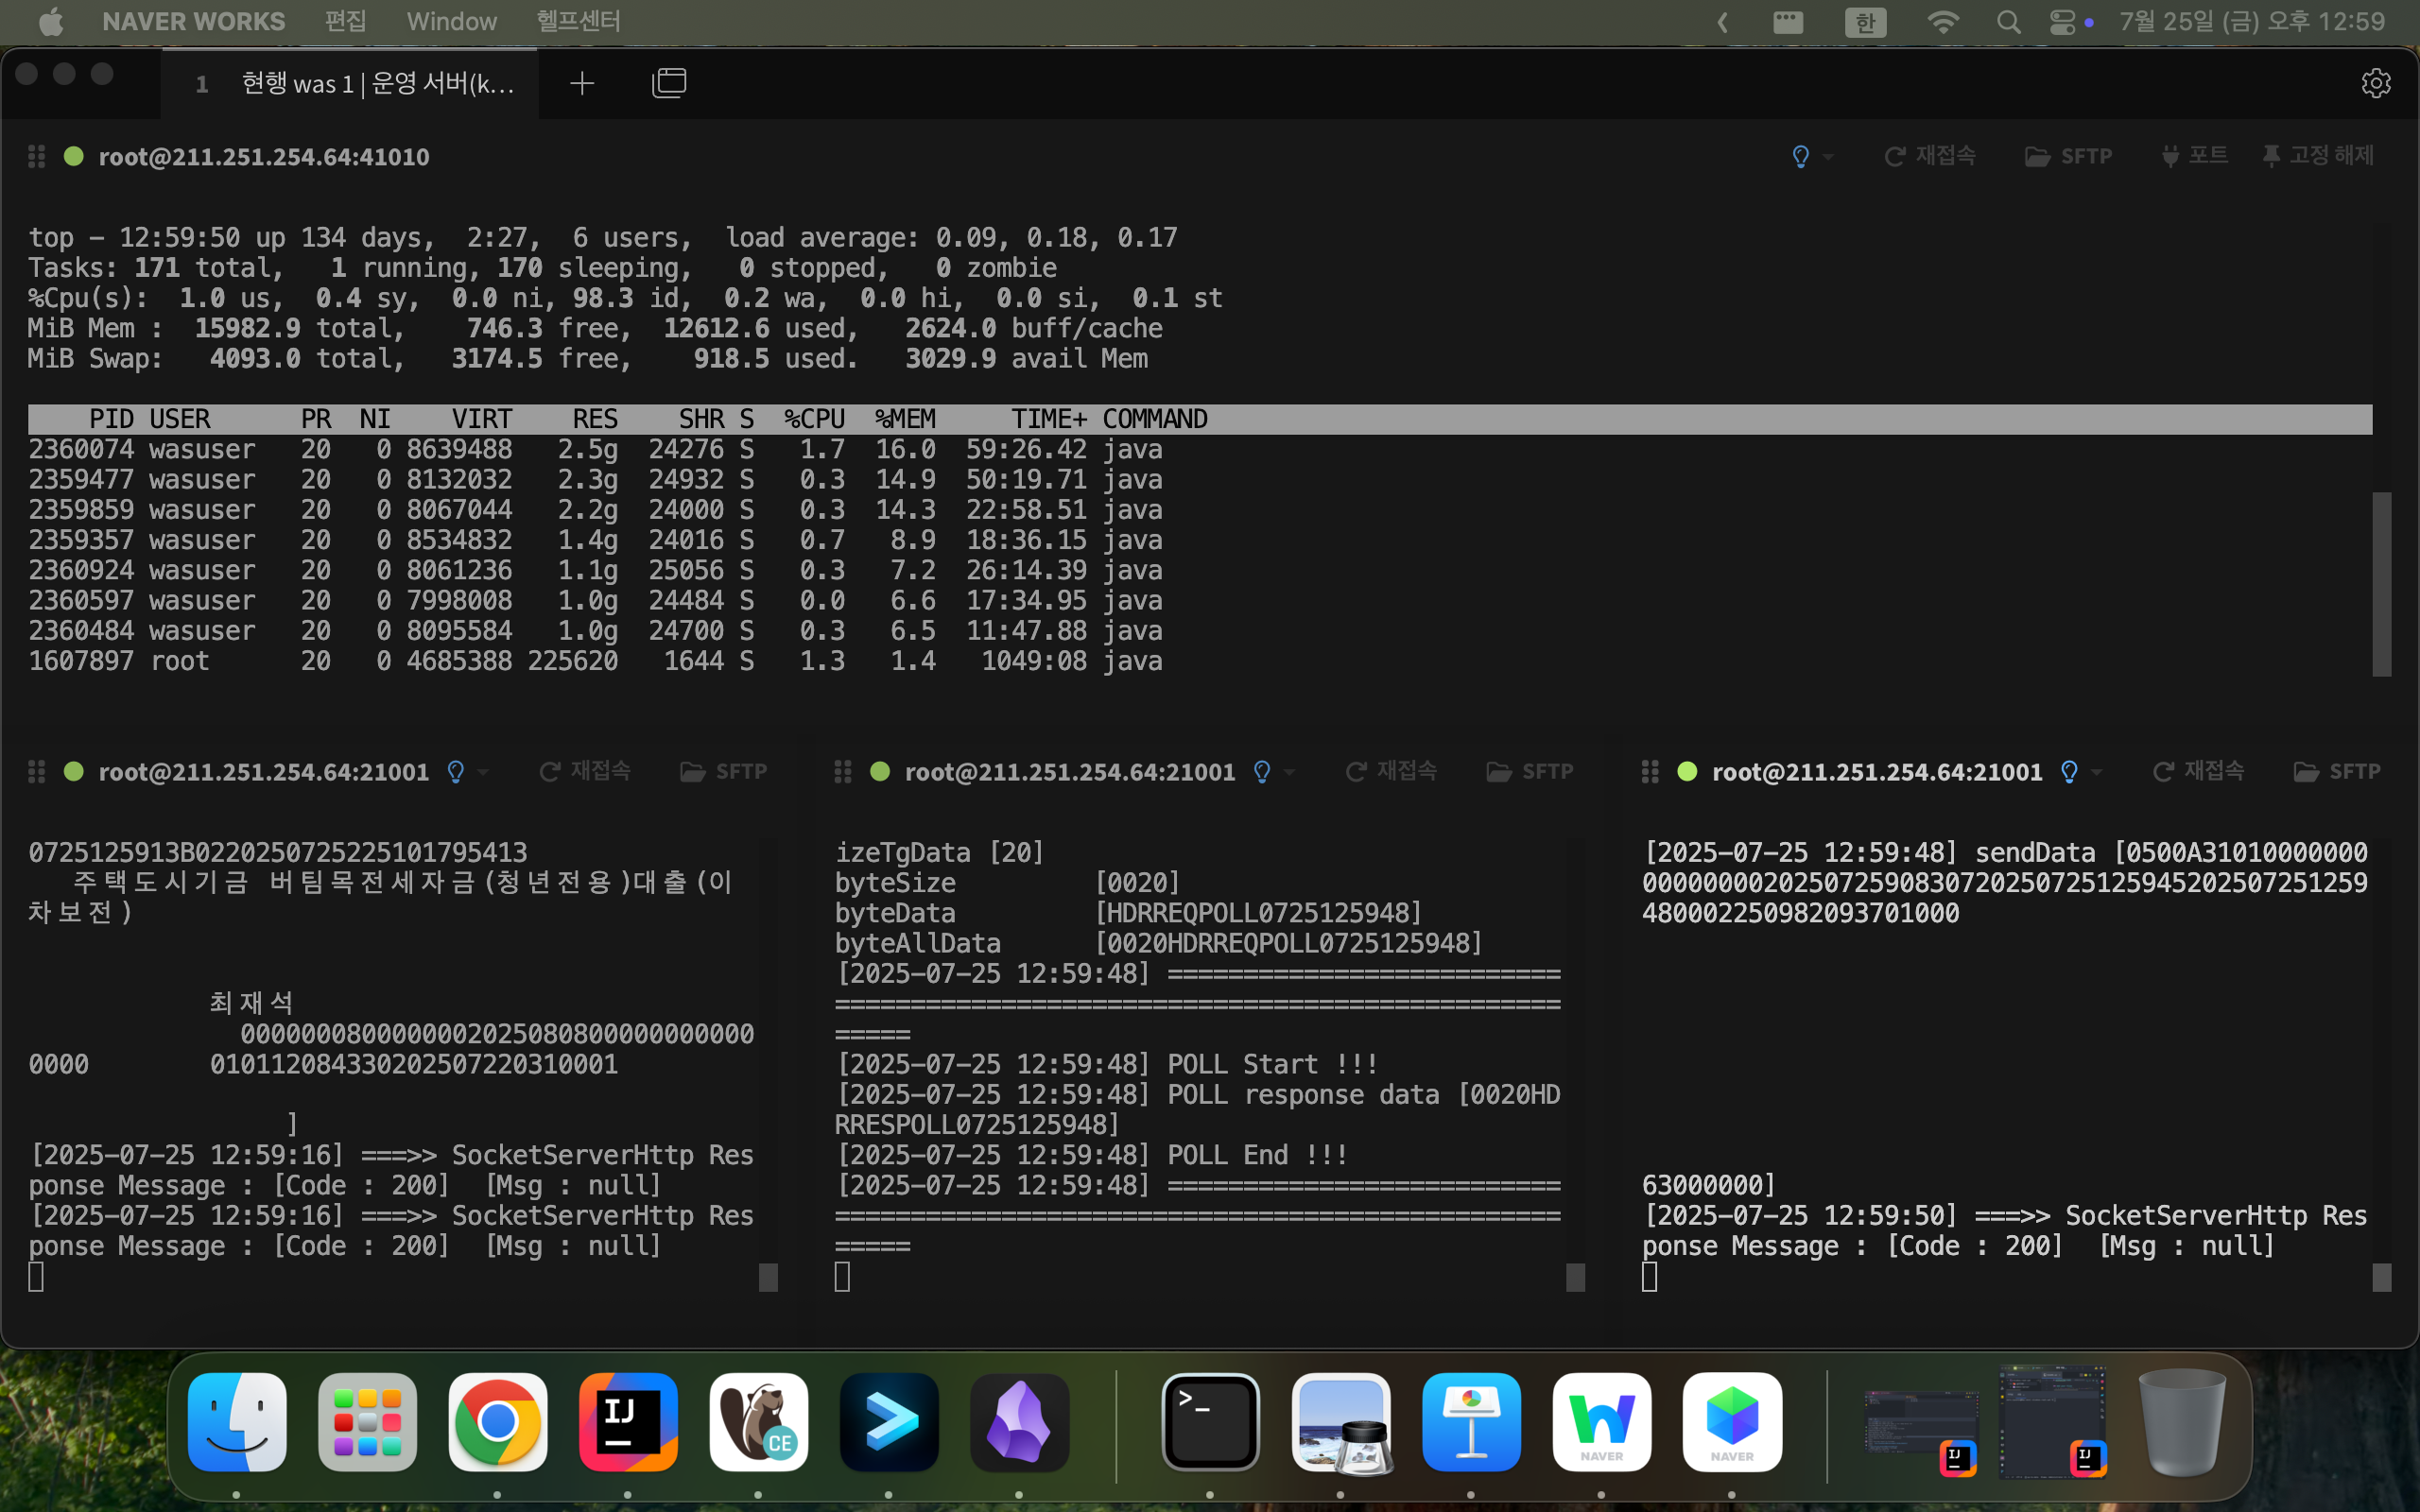 NAVER WORKS 편집 Window 헬프센터 한 7월 25일 (금) 오후 12:59
1 현행 was 1 | 운영 서버(k...
root@211.251.254.64:41010 재접속 SFTP 포트 고정 해제
top - 12:59:50 up 134 days, 2:27, 6 users, load average: 0.09, 0.18, 0.17
Tasks: 171 total, 1 running, 170 sleeping, 0 stopped, 0 zombie
%Cpu(s): 1.0 us, 0.4 sy, 0.0 ni, 98.3 id, 0.2 wa, 0.0 hi, 0.0 si, 0.1 st
MiB Mem : 15982.9 total, 746.3 free, 12612.6 used, 2624.0 buff/cache
MiB Swap: 4093.0 total, 3174.5 free, 918.5 used. 3029.9 avail Mem
PID USER PR NI VIRT RES SHR S %CPU %MEM TIME+ COMMAND
2360074 wasuser 20 0 8639488 2.5g 24276 S 1.7 16.0 59:26.42 java
2359477 wasuser 20 0 8132032 2.3g 24932 S 0.3 14.9 50:19.71 java
2359859 wasuser 20 0 8067044 2.2g 24000 S 0.3 14.3 22:58.51 java
2359357 wasuser 20 0 8534832 1.4g 24016 S 0.7 8.9 18:36.15 java
2360924 wasuser 20 0 8061236 1.1g 25056 S 0.3 7.2 26:14.39 java
2360597 wasuser 20 0 7998008 1.0g 24484 S 0.0 6.6 17:34.95 java
2360484 wasuser 20 0 8095584 1.0g 24700 S 0.3 6.5 11:47.88 java
1607897 root 20 0 4685388 225620 1644 S 1.3 1.4 1049:08 java
root@211.251.254.64:21001 재접속 SFTP
0725125913B0220250725225101795413
주택도시기금 버팀목전세자금(청년전용)대출(이
차보전)
최재석
0000000800000000202508080000000000
0000 010112084330202507220310001
]
[2025-07-25 12:59:16] ===>> SocketServerHttp Res
ponse Message : [Code : 200] [Msg : null]
[2025-07-25 12:59:16] ===>> SocketServerHttp Res
ponse Message : [Code : 200] [Msg : null]
root@211.251.254.64:21001 재접속 SFTP
izeTgData [20]
byteSize [0020]
byteData [HDRREQPOLL0725125948]
byteAllData [0020HDRREQPOLL0725125948]
[2025-07-25 12:59:48] ==========================
================================================
=====
[2025-07-25 12:59:48] POLL Start !!!
[2025-07-25 12:59:48] POLL response data [0020HD
RRESPOLL0725125948]
[2025-07-25 12:59:48] POLL End !!!
[2025-07-25 12:59:48] ==========================
================================================
=====
root@211.251.254.64:21001 재접속 SFTP
[2025-07-25 12:59:48] sendData [0500A31010000000
000000002025072590830720250725125945202507251259
480002250982093701000
63000000]
[2025-07-25 12:59:50] ===>> SocketServerHttp Res
ponse Message : [Code : 200] [Msg : null]
IJ
CE
>_
NAVER
NAVER
IJ
IJ